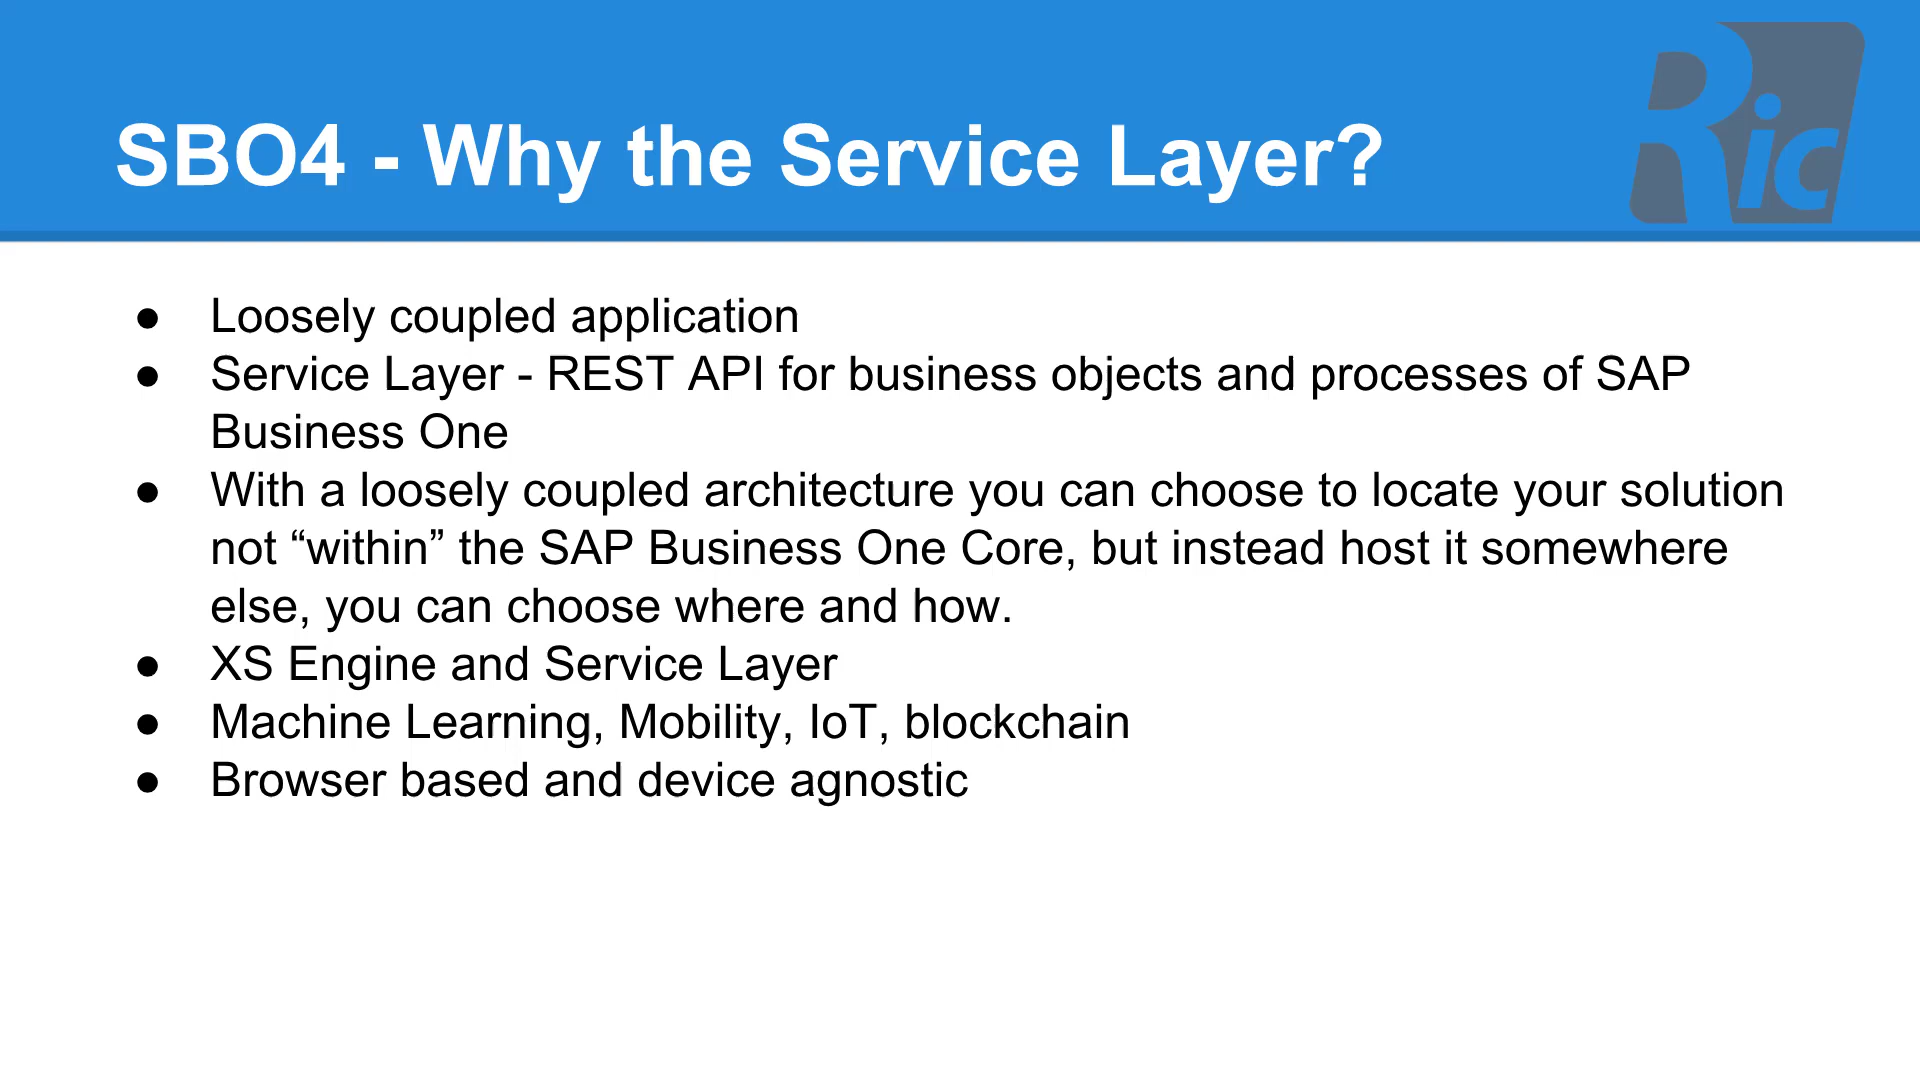 Ric
SBO4 - Why the Service Layer?
● Loosely coupled application
● Service Layer - REST API for business objects and processes of SAP
Business One
● With a loosely coupled architecture you can choose to locate your solution
not “within” the SAP Business One Core, but instead host it somewhere
else, you can choose where and how.
● XS Engine and Service Layer
● Machine Learning, Mobility, IoT, blockchain
● Browser based and device agnostic